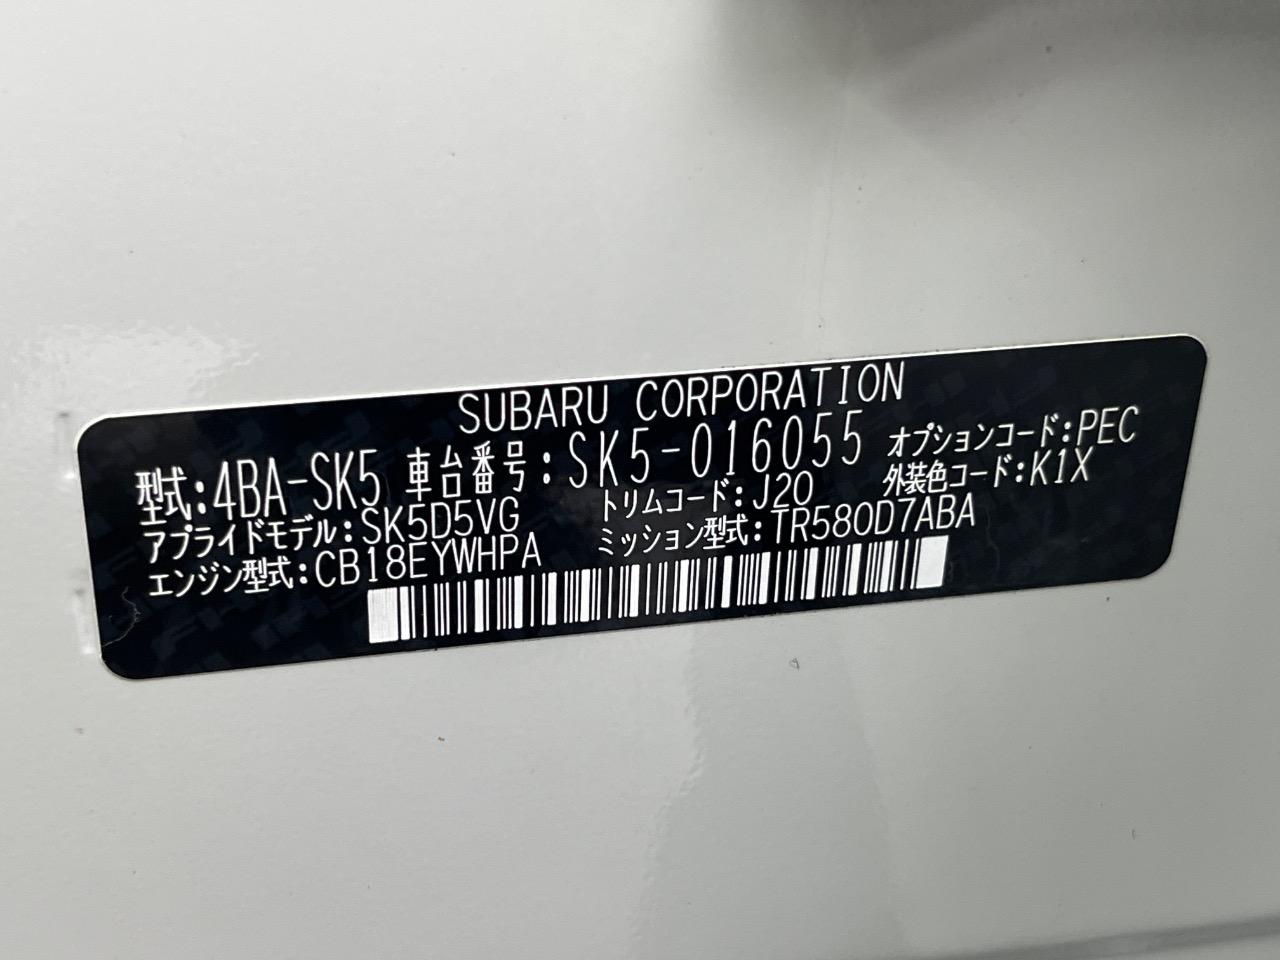 SUBARU CORPORATION
型式:4BA-SK5 車台番号:SK5-016055 オプションコード:PEC
アプライドモデル:SK5D5VG トリムコード:J20 外装色コード:K1X
エンジン型式:CB18EYWHPA ミッション型式:TR580D7ABA